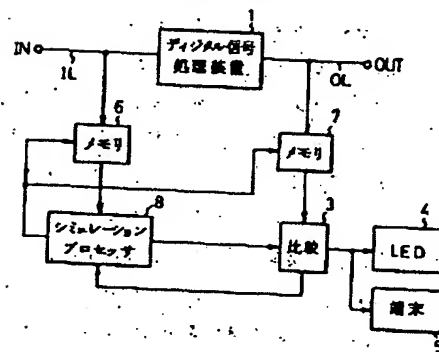 1
IN
ディジタル信号
処理装置
OUT
IL
OL
6
7
メモリ
メモリ
8
3
4
シミュレーション
プロセッサ
比較
LED
端末
5